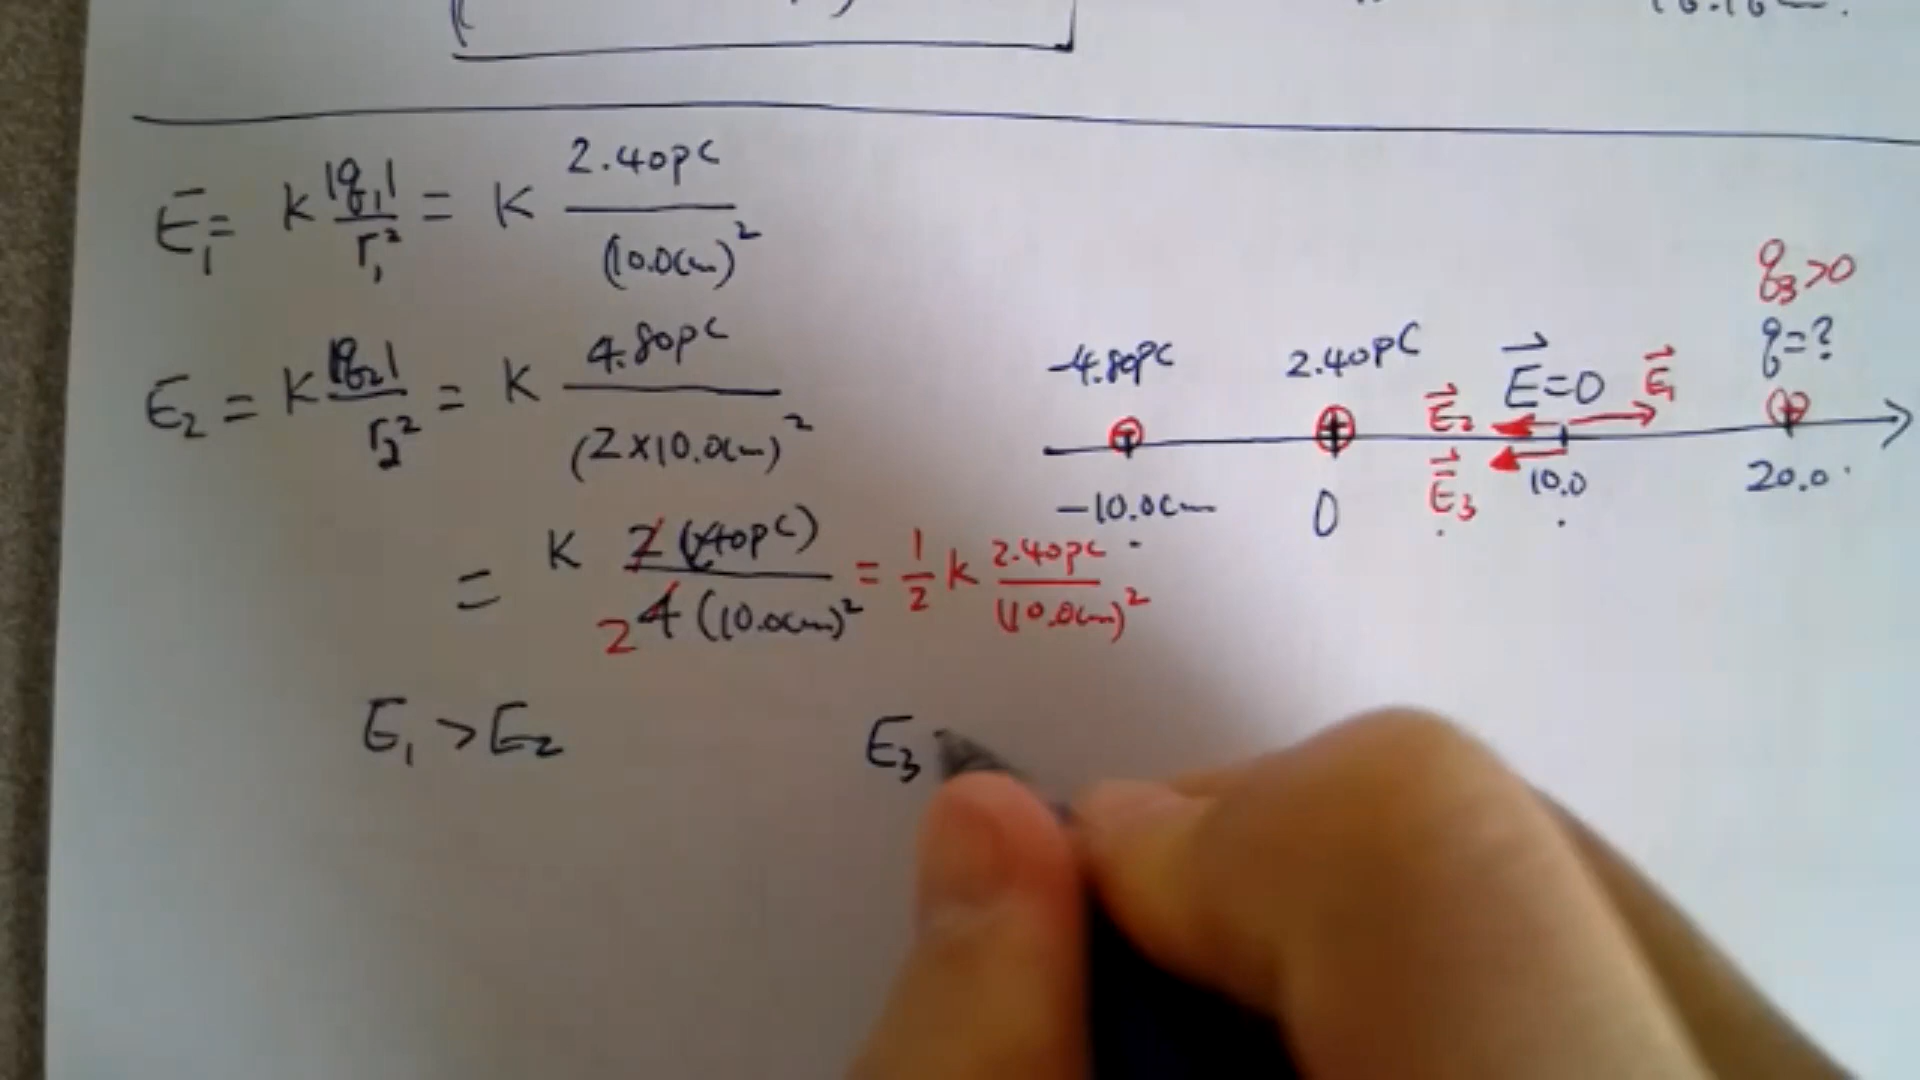 E₁ = k |q₁| / r₁² = K 2.40pC / (10.0cm)²
E₂ = k |q₂| / r₂² = K 4.80pC / (2×10.0cm)²
= K 2(2.40pC) / 2 4(10.0cm)² = 1/2 k 2.40pC / (10.0cm)²
E₁ > E₂
E₃
q₃>0
-4.80pC 2.40pC E⃗=0 q=?
E⃗₂ E⃗₁
E⃗₃
-10.0cm 0 10.0 20.0